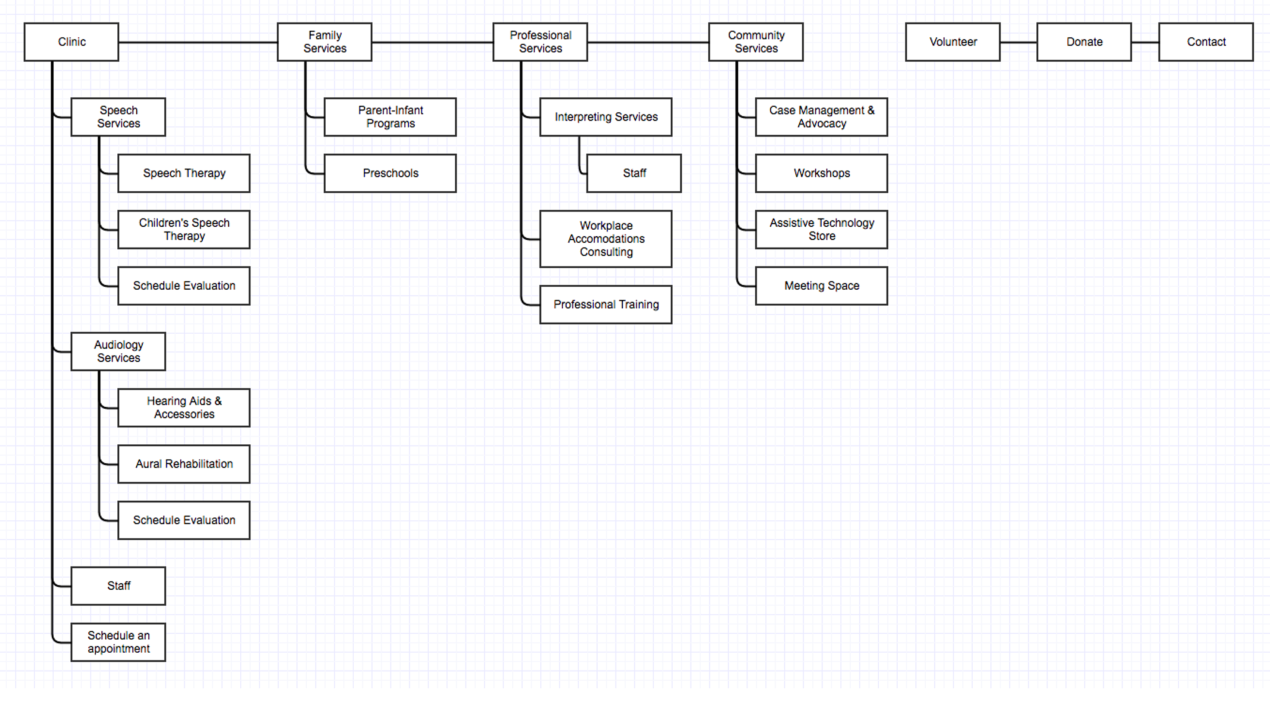 Clinic
Family
Services
Professional
Services
Community
Services
Volunteer
Donate
Contact
Speech
Services
Speech Therapy
Children's Speech
Therapy
Schedule Evaluation
Audiology
Services
Hearing Aids &
Accessories
Aural Rehabilitation
Schedule Evaluation
Staff
Schedule an
appointment
Parent-Infant
Programs
Preschools
Interpreting Services
Staff
Workplace
Accomodations
Consulting
Professional Training
Case Management &
Advocacy
Workshops
Assistive Technology
Store
Meeting Space